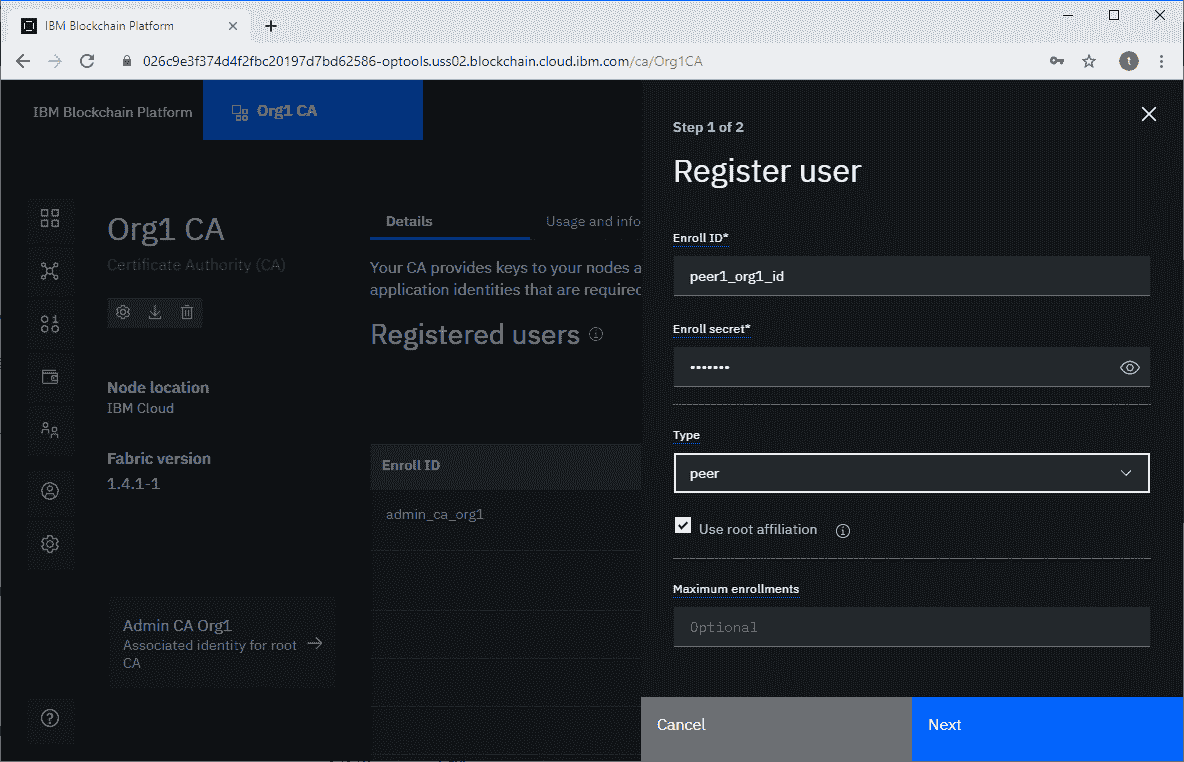 IBM Blockchain Platform
026c9e3f374d4f2fbc20197d7bd62586-optools.uss02.blockchain.cloud.ibm.com/ca/Org1CA
t
IBM Blockchain Platform
Org1 CA
Org1 CA
Certificate Authority (CA)
Node location
IBM Cloud
Fabric version
1.4.1-1
Admin CA Org1
Associated identity for root
CA
Details
Usage and info
Your CA provides keys to your nodes a
application identities that are required
Registered users
Enroll ID
admin_ca_org1
Step 1 of 2
Register user
Enroll ID*
peer1_org1_id
Enroll secret*
•••••••
Type
peer
Use root affiliation
Maximum enrollments
Optional
Cancel
Next